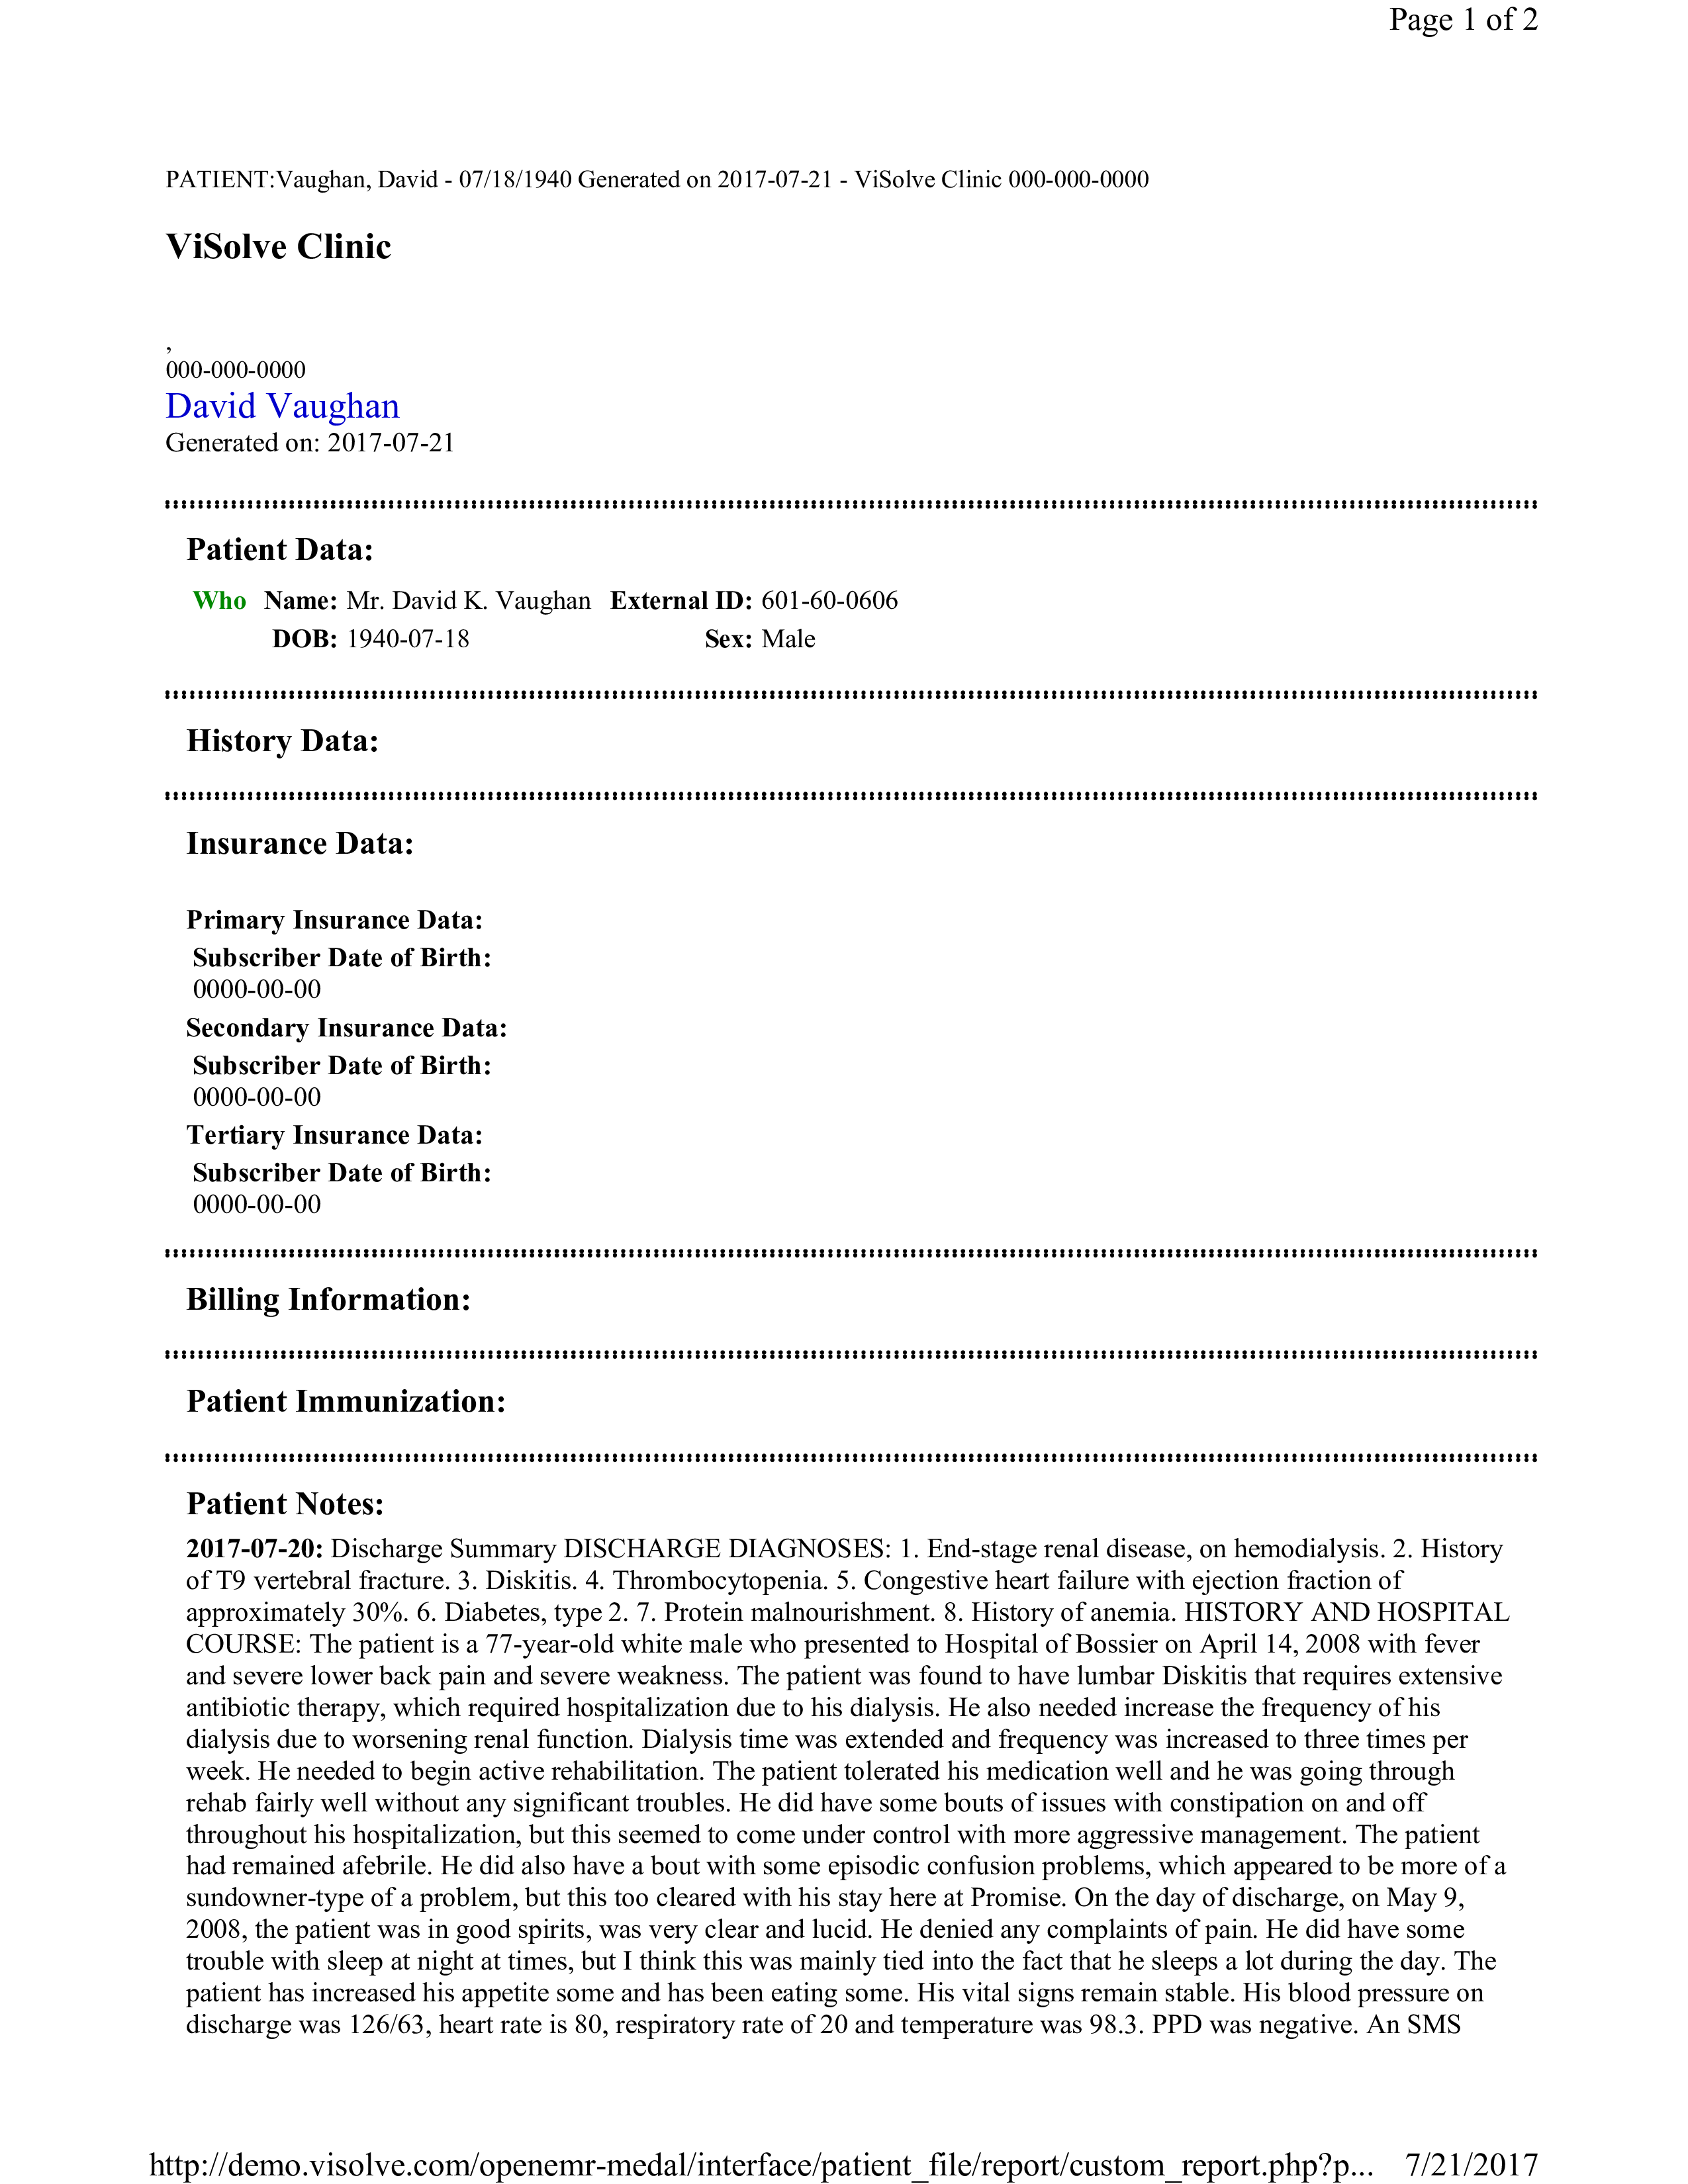 Page 1 of 2
PATIENT:Vaughan, David - 07/18/1940 Generated on 2017-07-21 - ViSolve Clinic 000-000-0000
ViSolve Clinic
,
000-000-0000
David Vaughan
Generated on: 2017-07-21
Patient Data:
Who Name: Mr. David K. Vaughan External ID: 601-60-0606
DOB: 1940-07-18 Sex: Male
History Data:
Insurance Data:
Primary Insurance Data:
Subscriber Date of Birth:
0000-00-00
Secondary Insurance Data:
Subscriber Date of Birth:
0000-00-00
Tertiary Insurance Data:
Subscriber Date of Birth:
0000-00-00
Billing Information:
Patient Immunization:
Patient Notes:
2017-07-20: Discharge Summary DISCHARGE DIAGNOSES: 1. End-stage renal disease, on hemodialysis. 2. History
of T9 vertebral fracture. 3. Diskitis. 4. Thrombocytopenia. 5. Congestive heart failure with ejection fraction of
approximately 30%. 6. Diabetes, type 2. 7. Protein malnourishment. 8. History of anemia. HISTORY AND HOSPITAL
COURSE: The patient is a 77-year-old white male who presented to Hospital of Bossier on April 14, 2008 with fever
and severe lower back pain and severe weakness. The patient was found to have lumbar Diskitis that requires extensive
antibiotic therapy, which required hospitalization due to his dialysis. He also needed increase the frequency of his
dialysis due to worsening renal function. Dialysis time was extended and frequency was increased to three times per
week. He needed to begin active rehabilitation. The patient tolerated his medication well and he was going through
rehab fairly well without any significant troubles. He did have some bouts of issues with constipation on and off
throughout his hospitalization, but this seemed to come under control with more aggressive management. The patient
had remained afebrile. He did also have a bout with some episodic confusion problems, which appeared to be more of a
sundowner-type of a problem, but this too cleared with his stay here at Promise. On the day of discharge, on May 9,
2008, the patient was in good spirits, was very clear and lucid. He denied any complaints of pain. He did have some
trouble with sleep at night at times, but I think this was mainly tied into the fact that he sleeps a lot during the day. The
patient has increased his appetite some and has been eating some. His vital signs remain stable. His blood pressure on
discharge was 126/63, heart rate is 80, respiratory rate of 20 and temperature was 98.3. PPD was negative. An SMS
http://demo.visolve.com/openemr-medal/interface/patient_file/report/custom_report.php?p... 7/21/2017